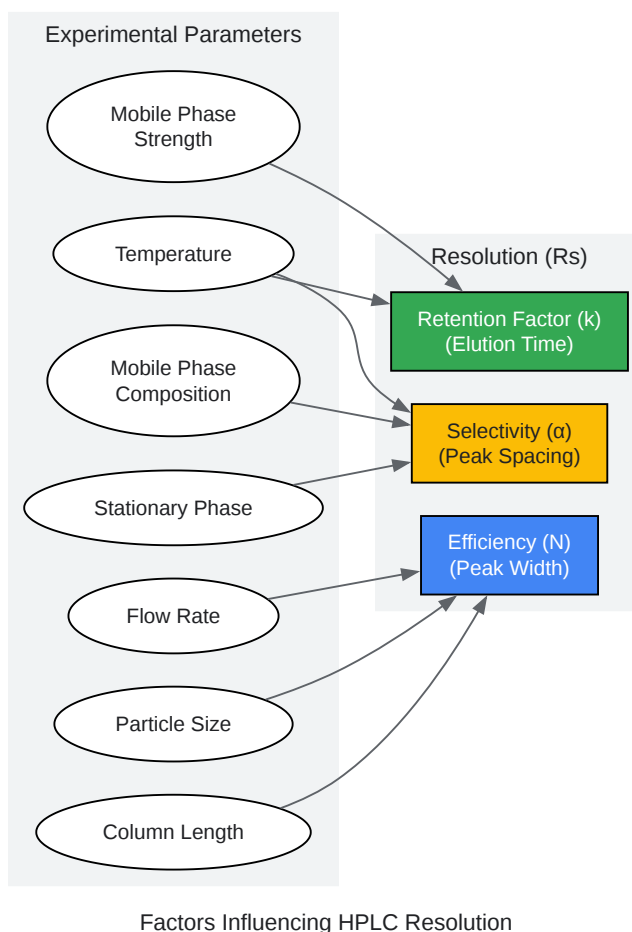 Experimental Parameters
Mobile Phase
Strength
Temperature
Mobile Phase
Composition
Stationary Phase
Flow Rate
Particle Size
Column Length
Resolution (Rs)
Retention Factor (k)
(Elution Time)
Selectivity (α)
(Peak Spacing)
Efficiency (N)
(Peak Width)
Factors Influencing HPLC Resolution